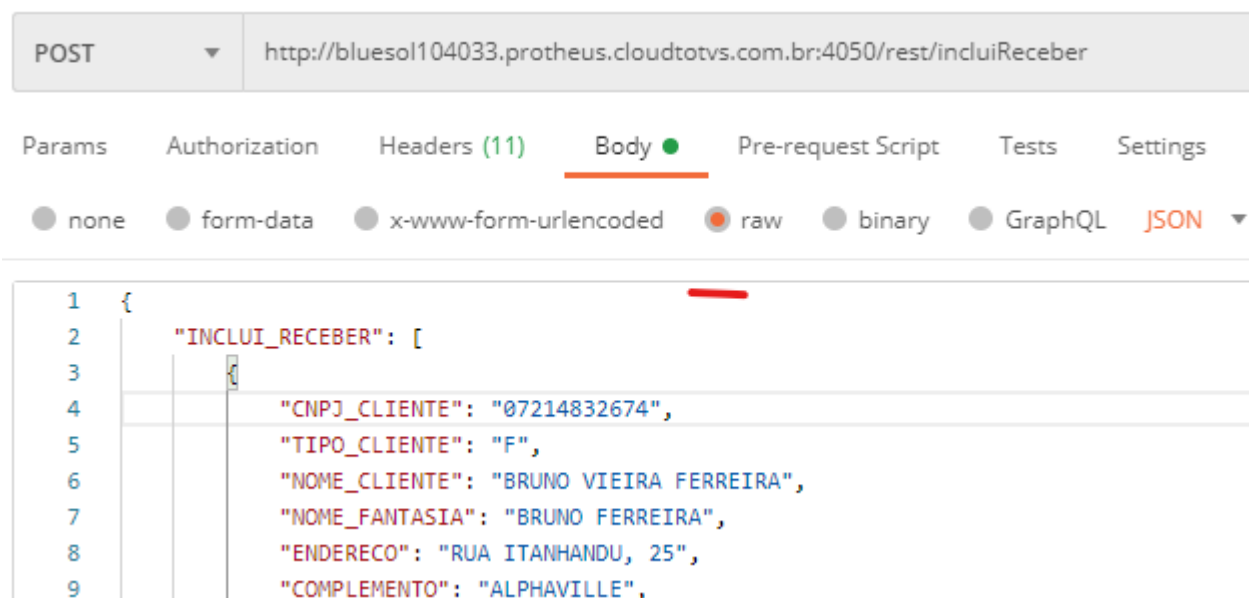 POST http://bluesol104033.protheus.cloudtotvs.com.br:4050/rest/incluiReceber
Params Authorization Headers (11) Body Pre-request Script Tests Settings
none form-data x-www-form-urlencoded raw binary GraphQL JSON
1 {
2 "INCLUI_RECEBER": [
3 {
4 "CNPJ_CLIENTE": "07214832674",
5 "TIPO_CLIENTE": "F",
6 "NOME_CLIENTE": "BRUNO VIEIRA FERREIRA",
7 "NOME_FANTASIA": "BRUNO FERREIRA",
8 "ENDERECO": "RUA ITANHANDU, 25",
9 "COMPLEMENTO": "ALPHAVILLE",